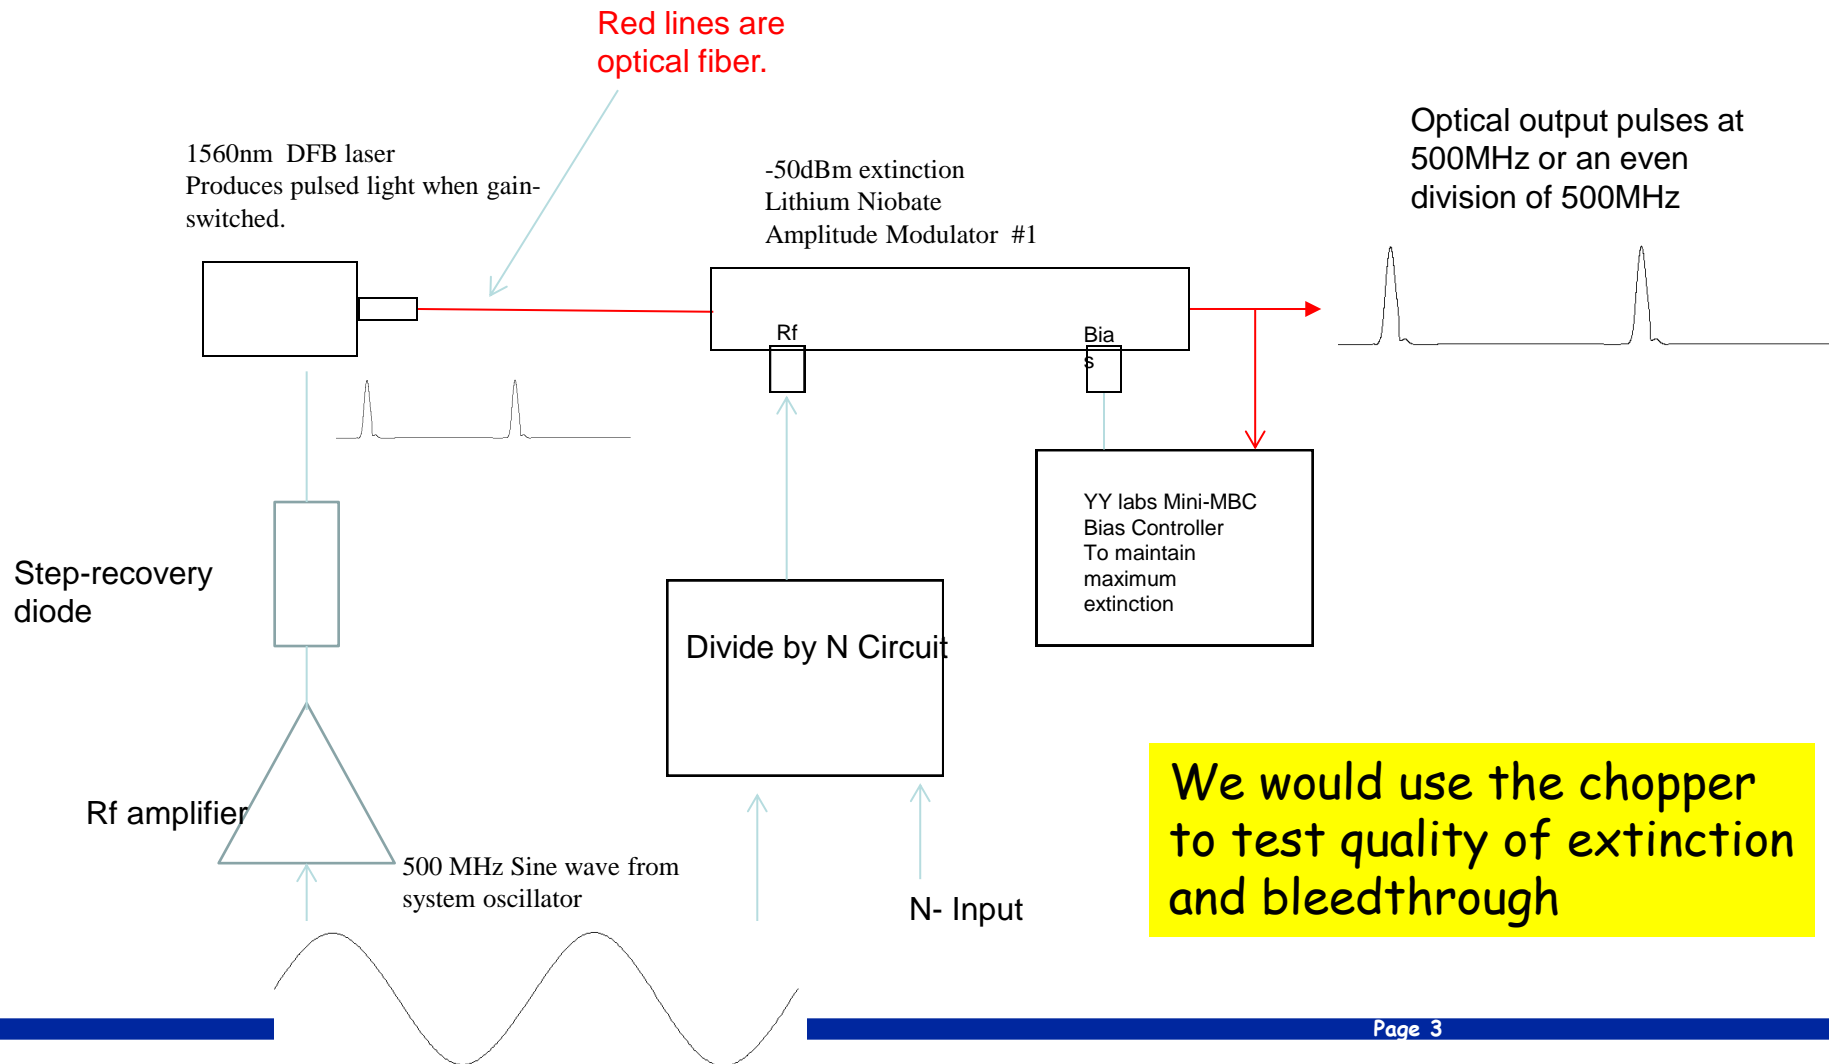 Red lines are
optical fiber.
1560nm DFB laser
Produces pulsed light when gain-
switched.
-50dBm extinction
Lithium Niobate
Amplitude Modulator #1
Optical output pulses at
500MHz or an even
division of 500MHz
Rf
Bia
s
YY labs Mini-MBC
Bias Controller
To maintain
maximum
extinction
Step-recovery
diode
Divide by N Circuit
Rf amplifier
500 MHz Sine wave from
system oscillator
N- Input
We would use the chopper
to test quality of extinction
and bleedthrough
Page 3